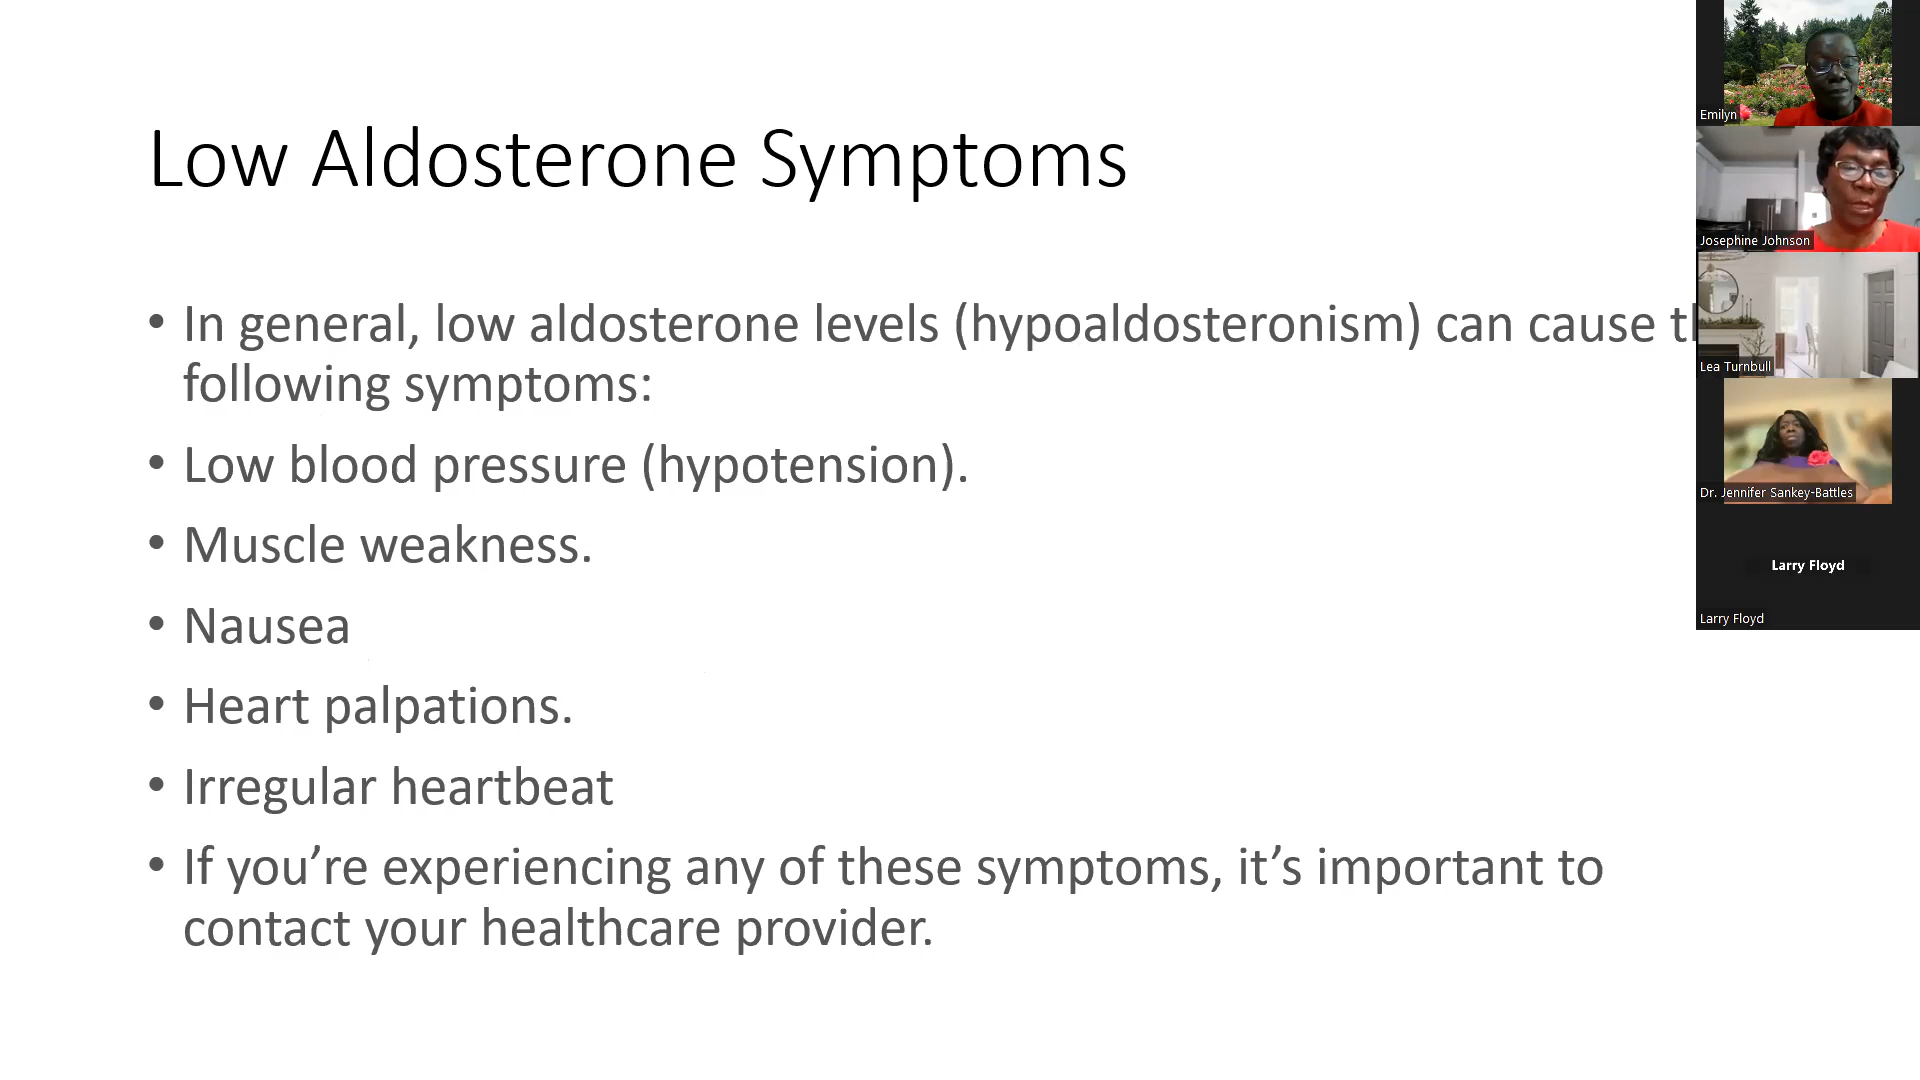 Low Aldosterone Symptoms
• In general, low aldosterone levels (hypoaldosteronism) can cause
following symptoms:
• Low blood pressure (hypotension).
• Muscle weakness.
• Nausea
• Heart palpations.
• Irregular heartbeat
• If you’re experiencing any of these symptoms, it’s important to
contact your healthcare provider.
Emilyn
Josephine Johnson
Lea Turnbull
Dr. Jennifer Sankey-Battles
Larry Floyd
Larry Floyd